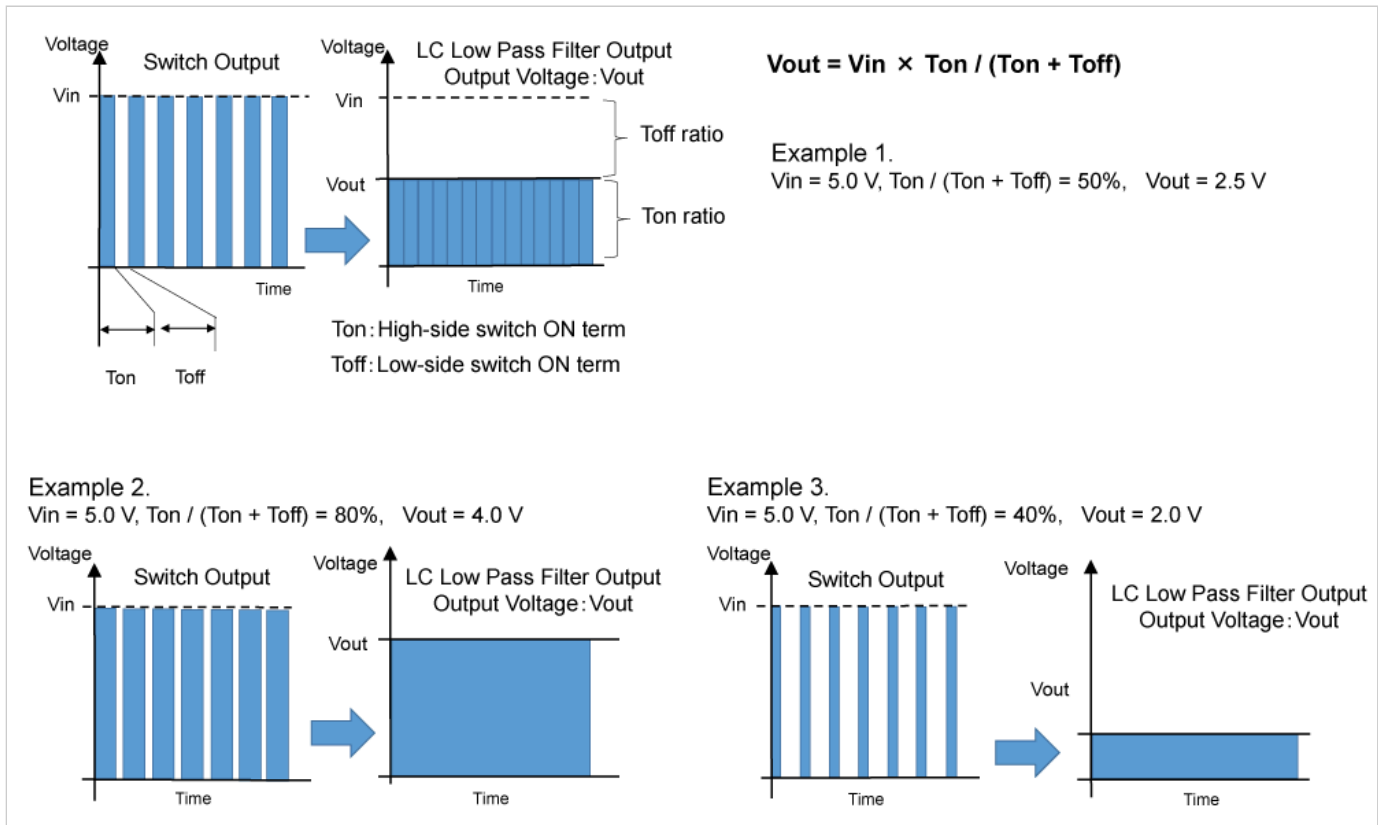 Voltage
Switch Output
Vin
Time
Ton
Toff
Voltage
LC Low Pass Filter Output
Output Voltage:Vout
Vin
Toff ratio
Vout
Ton ratio
Time
Ton:High-side switch ON term
Toff:Low-side switch ON term
Vout = Vin × Ton / (Ton + Toff)
Example 1.
Vin = 5.0 V, Ton / (Ton + Toff) = 50%, Vout = 2.5 V
Example 2.
Vin = 5.0 V, Ton / (Ton + Toff) = 80%, Vout = 4.0 V
Voltage
Switch Output
Vin
Time
Voltage
LC Low Pass Filter Output
Output Voltage:Vout
Vout
Time
Example 3.
Vin = 5.0 V, Ton / (Ton + Toff) = 40%, Vout = 2.0 V
Voltage
Switch Output
Vin
Time
Voltage
LC Low Pass Filter Output
Output Voltage:Vout
Vout
Time